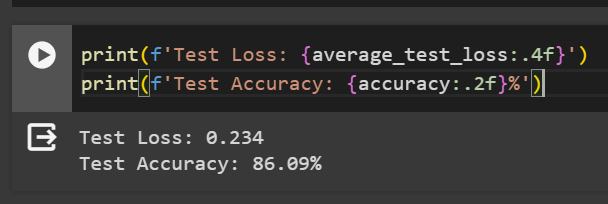 print(f'Test Loss: {average_test_loss:.4f}')
print(f'Test Accuracy: {accuracy:.2f}%')
Test Loss: 0.234
Test Accuracy: 86.09%